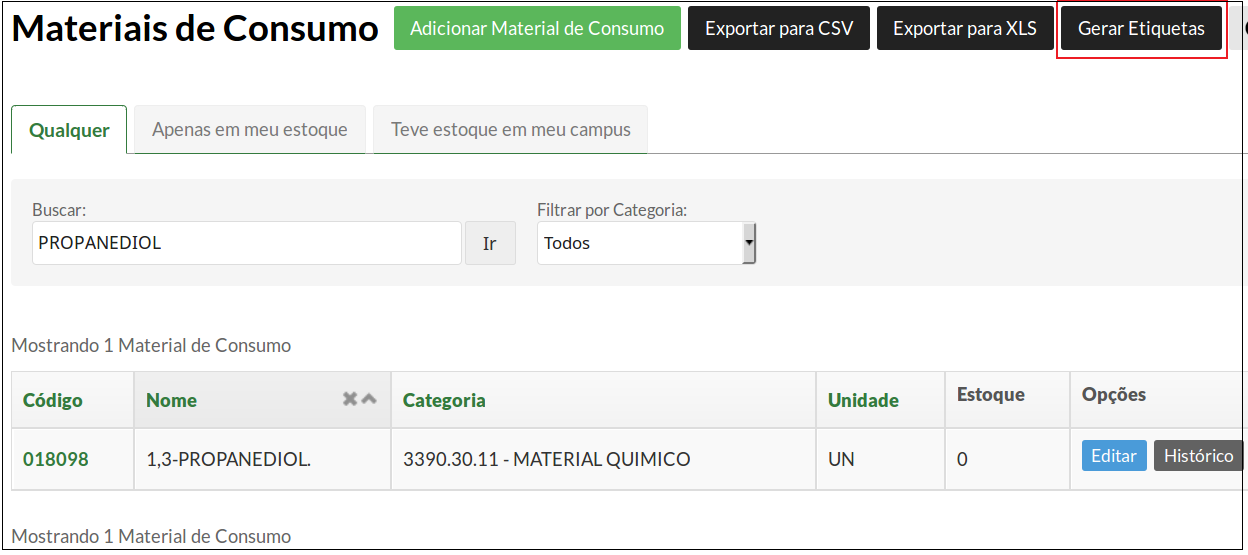 Materiais de Consumo Adicionar Material de Consumo Exportar para CSV Exportar para XLS Gerar Etiquetas
Qualquer Apenas em meu estoque Teve estoque em meu campus
Buscar: Filtrar por Categoria:
PROPANEDIOL Ir Todos
Mostrando 1 Material de Consumo
Código Nome Categoria Unidade Estoque Opções
018098 1,3-PROPANEDIOL. 3390.30.11 - MATERIAL QUIMICO UN 0 Editar Histórico
Mostrando 1 Material de Consumo